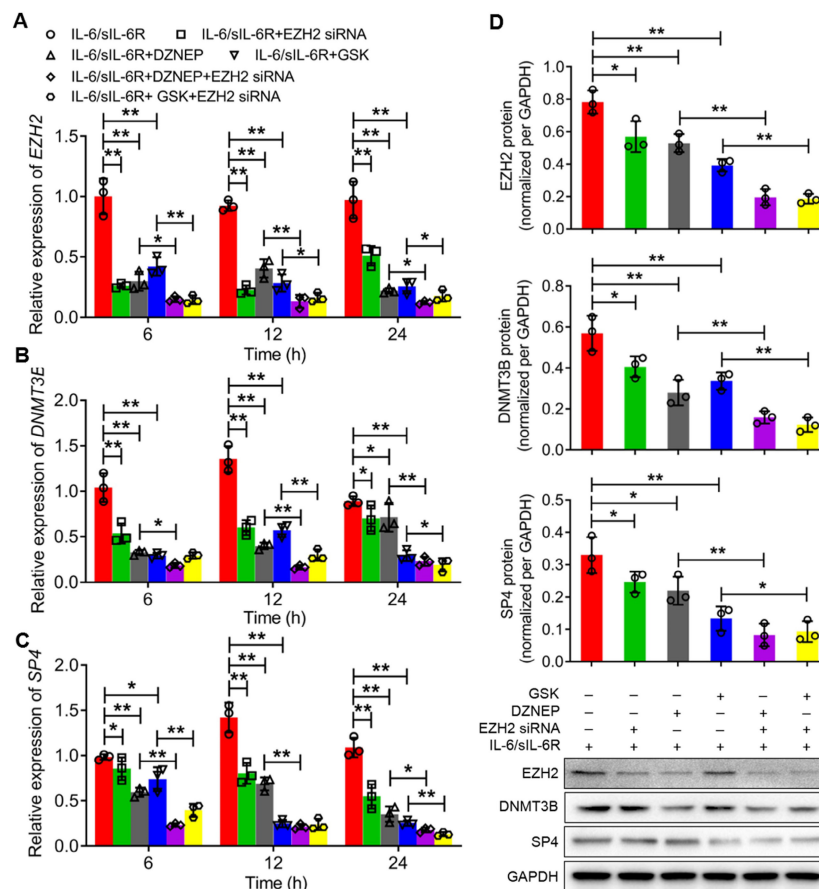 A
IL-6/sIL-6R IL-6/sIL-6R+EZH2 siRNA
IL-6/sIL-6R+DZNEP IL-6/sIL-6R+GSK
IL-6/sIL-6R+DZNEP+EZH2 siRNA
IL-6/sIL-6R+ GSK+EZH2 siRNA
Relative expression of EZH2
1.5
1.0
0.5
0.0
** ** ** ** *
** ** ** ** *
** ** ** * *
6 12 24
Time (h)
B
Relative expression of DNMT3E
2.0
1.5
1.0
0.5
0.0
** ** ** *
** ** ** ** **
** * * ** *
6 12 24
Time (h)
C
Relative expression of SP4
2.0
1.5
1.0
0.5
0.0
* ** * ** **
** ** ** **
** ** ** * **
6 12 24
Time (h)
D
EZH2 protein
(normalized per GAPDH)
1.0
0.8
0.6
0.4
0.2
0.0
** ** * ** **
DNMT3B protein
(normalized per GAPDH)
0.8
0.6
0.4
0.2
0.0
** ** * ** **
SP4 protein
(normalized per GAPDH)
0.5
0.4
0.3
0.2
0.1
0.0
** * * ** *
GSK – – – + – +
DZNEP – – + – + –
EZH2 siRNA – + – – + +
IL-6/sIL-6R + + + + + +
EZH2
DNMT3B
SP4
GAPDH